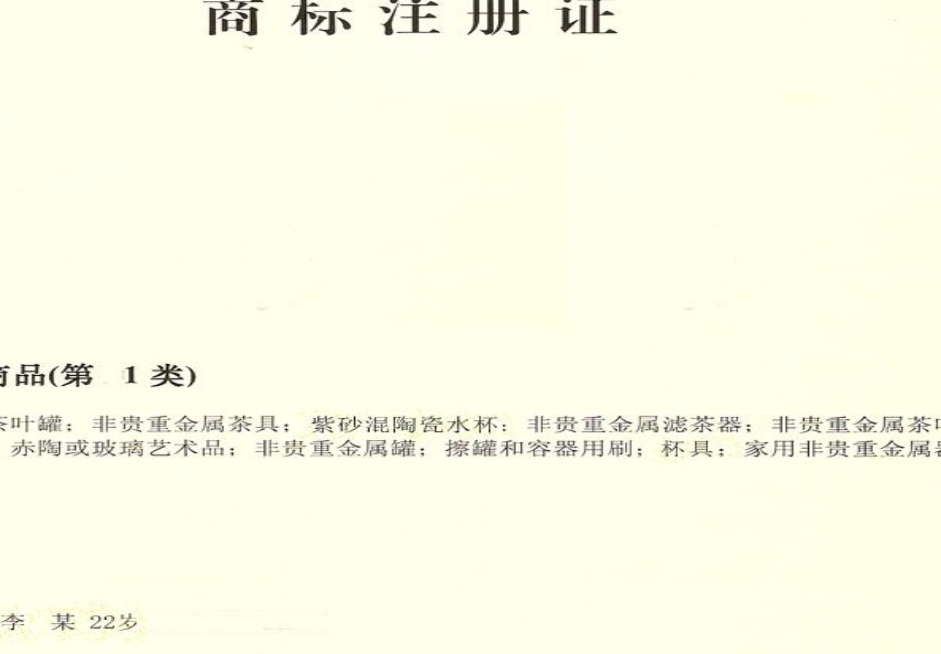 商标注册证
商品(第 1 类)
茶叶罐；非贵重金属茶具；紫砂混陶瓷水杯；非贵重金属滤茶器；非贵重金属茶叶
赤陶或玻璃艺术品；非贵重金属罐；擦罐和容器用刷；杯具；家用非贵重金属器
李 某 22岁